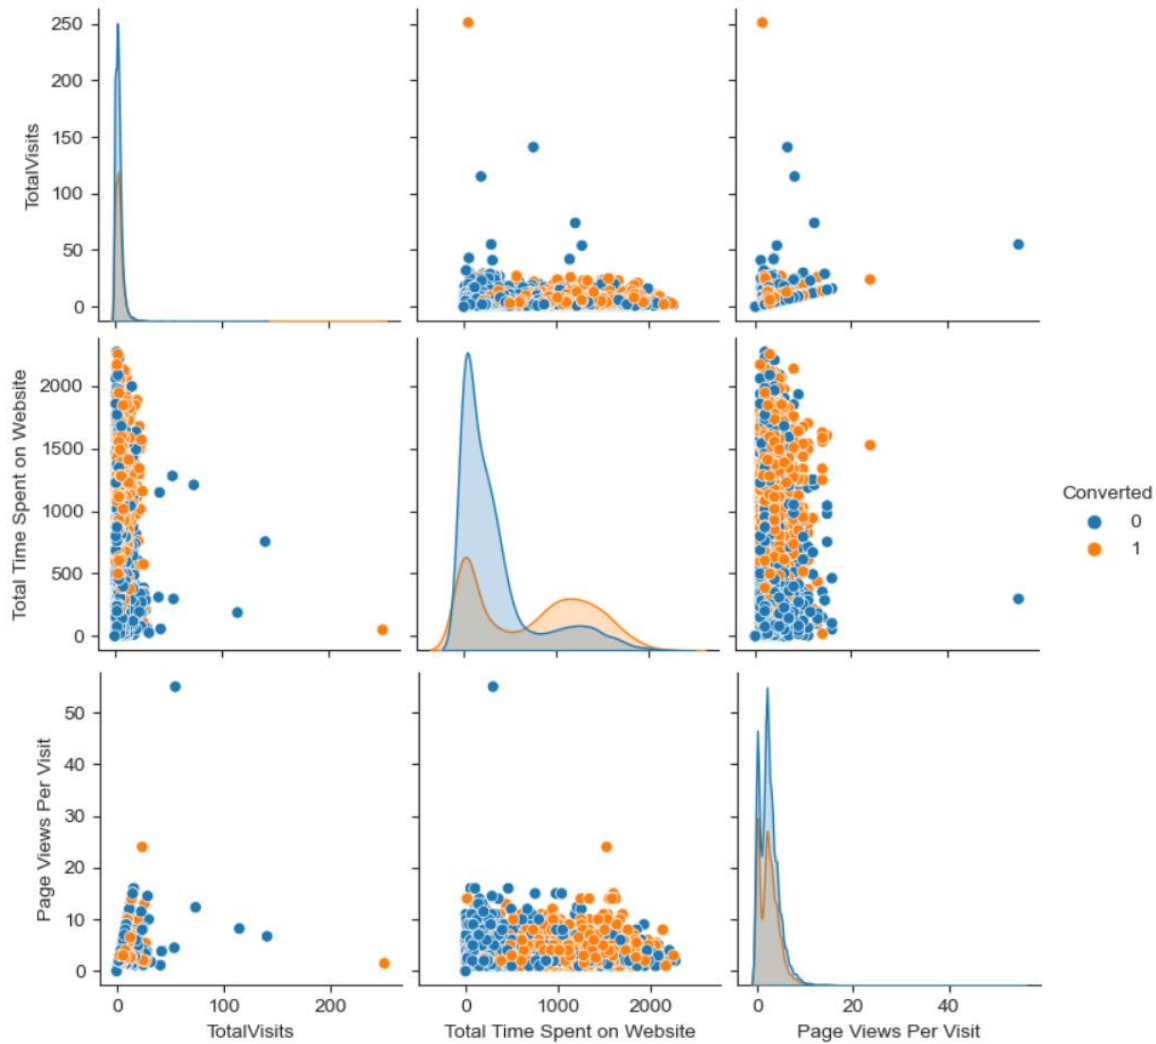 250
200
150
100
50
0
TotalVisits
2000
1500
1000
500
0
Total Time Spent on Website
Converted
0
1
50
40
30
20
10
0
Page Views Per Visit
0 100 200
0 1000 2000
0 20 40
TotalVisits
Total Time Spent on Website
Page Views Per Visit